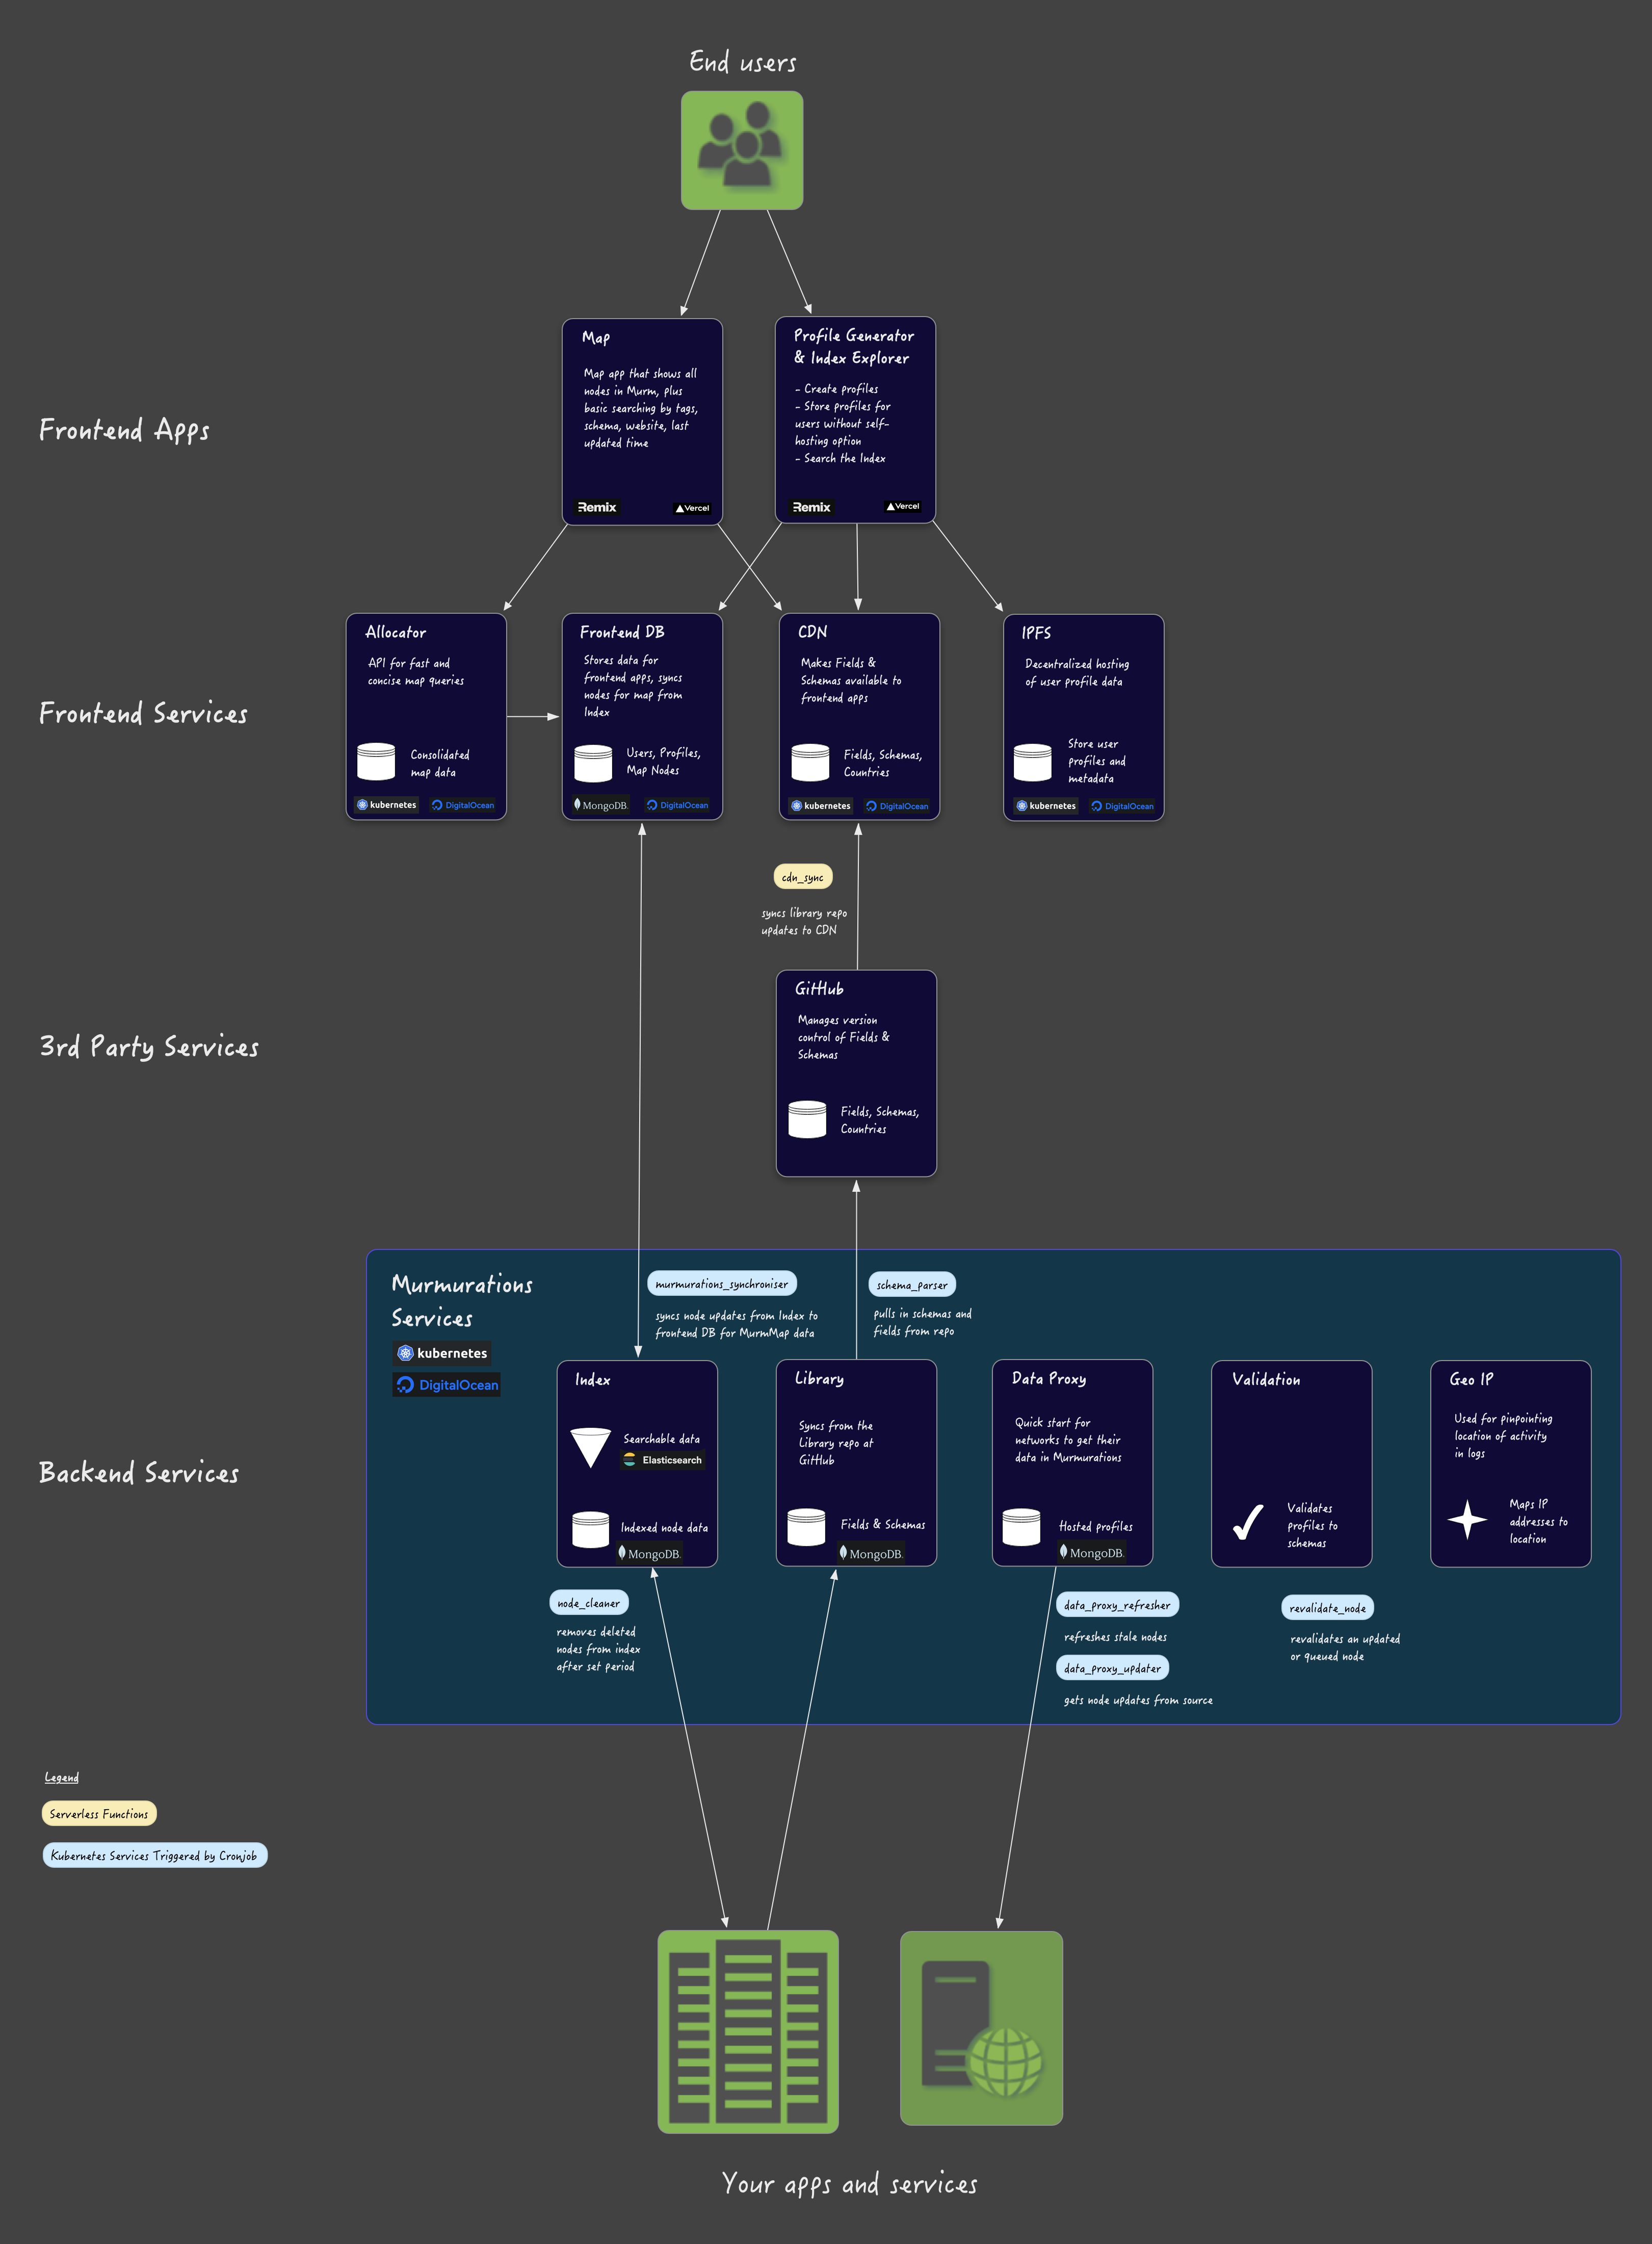 End users
Frontend Apps
Map
Map app that shows all
nodes in Murm, plus
basic searching by tags,
schema, website, last
updated time
Remix
Vercel
Profile Generator
& Index Explorer
- Create profiles
- Store profiles for
users without self-
hosting option
- Search the Index
Remix
Vercel
Frontend Services
Allocator
API for fast and
concise map queries
Consolidated
map data
kubernetes
DigitalOcean
Frontend DB
Stores data for
frontend apps, syncs
nodes for map from
Index
Users, Profiles,
Map Nodes
MongoDB.
DigitalOcean
CDN
Makes Fields &
Schemas available to
frontend apps
Fields, Schemas,
Countries
kubernetes
DigitalOcean
IPFS
Decentralized hosting
of user profile data
Store user
profiles and
metadata
kubernetes
DigitalOcean
cdn_sync
syncs library repo
updates to CDN
3rd Party Services
GitHub
Manages version
control of Fields &
Schemas
Fields, Schemas,
Countries
Murmurations
Services
kubernetes
DigitalOcean
murmurations_synchroniser
syncs node updates from Index to
frontend DB for MurmMap data
schema_parser
pulls in schemas and
fields from repo
Backend Services
Index
Searchable data
Elasticsearch
Indexed node data
MongoDB.
Library
Syncs from the
Library repo at
GitHub
Fields & Schemas
MongoDB.
Data Proxy
Quick start for
networks to get their
data in Murmurations
Hosted profiles
MongoDB.
Validation
Validates
profiles to
schemas
Geo IP
Used for pinpointing
location of activity
in logs
Maps IP
addresses to
location
node_cleaner
removes deleted
nodes from index
after set period
data_proxy_refresher
refreshes stale nodes
data_proxy_updater
gets node updates from source
revalidate_node
revalidates an updated
or queued node
Legend
Serverless Functions
Kubernetes Services Triggered by Cronjob
Your apps and services